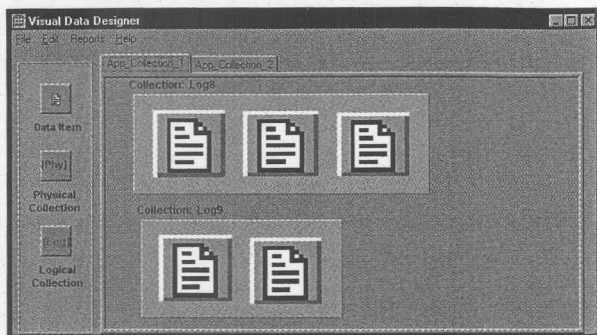 Visual Data Designer
File Edit Reports Help
App_Collection_1 App_Collection_2
Collection: Log8
Data Item
[Phy]
Physical
Collection
Collection: Log9
[Log]
Logical
Collection